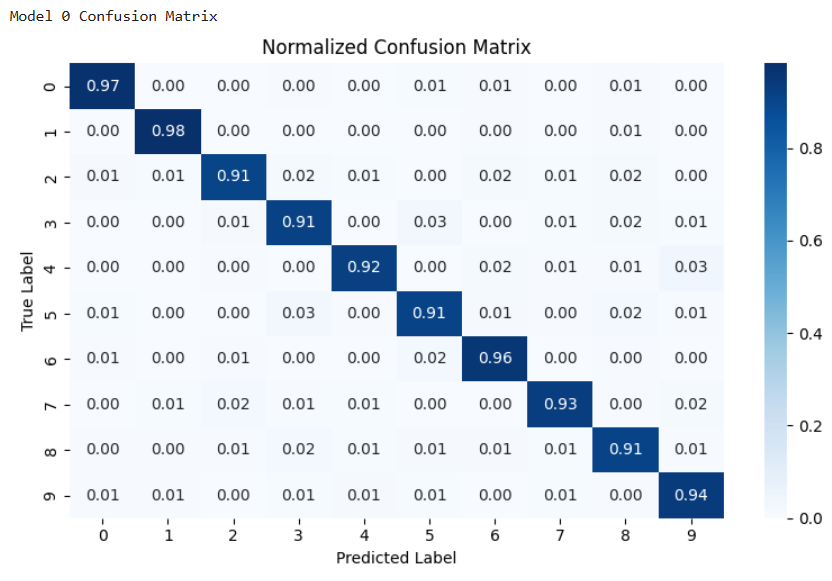 Model 0 Confusion Matrix
Normalized Confusion Matrix
0 0.97 0.00 0.00 0.00 0.00 0.01 0.01 0.00 0.01 0.00
1 0.00 0.98 0.00 0.00 0.00 0.00 0.00 0.00 0.01 0.00
2 0.01 0.01 0.91 0.02 0.01 0.00 0.02 0.01 0.02 0.00
3 0.00 0.00 0.01 0.91 0.00 0.03 0.00 0.01 0.02 0.01
4 0.00 0.00 0.00 0.00 0.92 0.00 0.02 0.01 0.01 0.03
5 0.01 0.00 0.00 0.03 0.00 0.91 0.01 0.00 0.02 0.01
6 0.01 0.00 0.01 0.00 0.00 0.02 0.96 0.00 0.00 0.00
7 0.00 0.01 0.02 0.01 0.01 0.00 0.00 0.93 0.00 0.02
8 0.00 0.00 0.01 0.02 0.01 0.01 0.01 0.01 0.91 0.01
9 0.01 0.01 0.00 0.01 0.01 0.01 0.00 0.01 0.00 0.94
0 1 2 3 4 5 6 7 8 9
Predicted Label
True Label
0.8
0.6
0.4
0.2
0.0